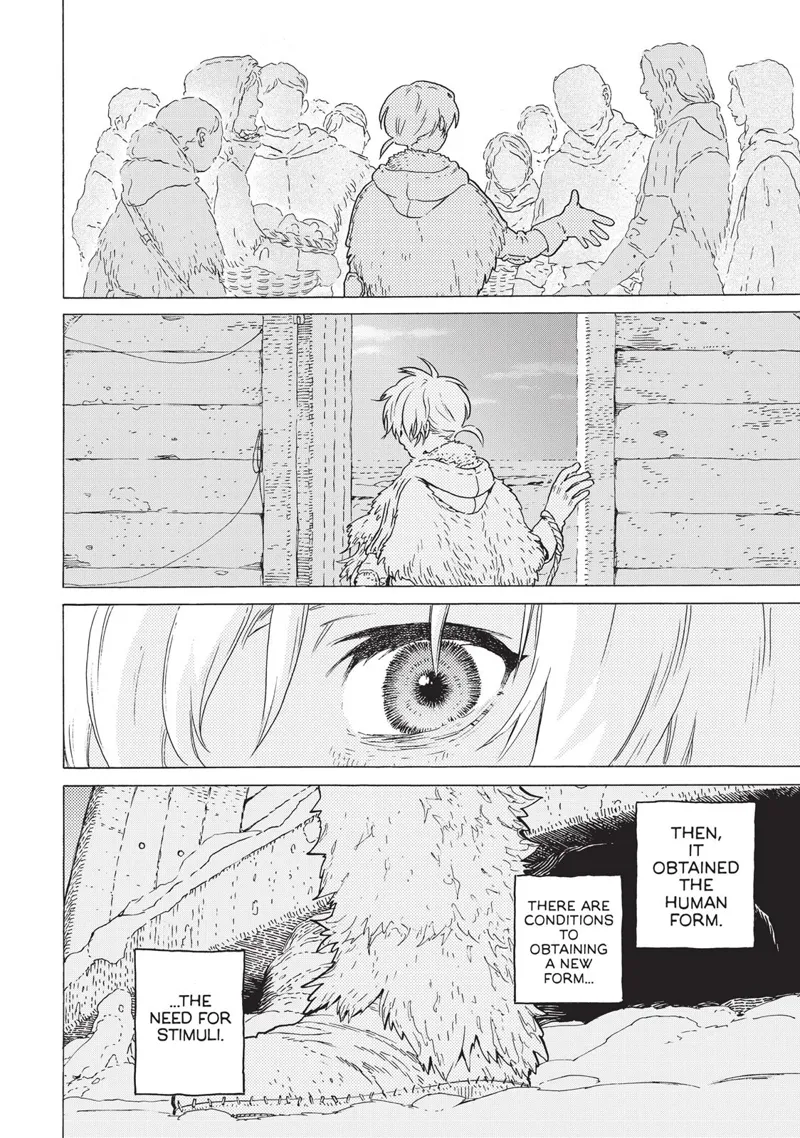 THEN,
IT
OBTAINED
THE
HUMAN
FORM.
THERE ARE
CONDITIONS
TO
OBTAINING
A NEW
FORM...
...THE
NEED FOR
STIMULI.